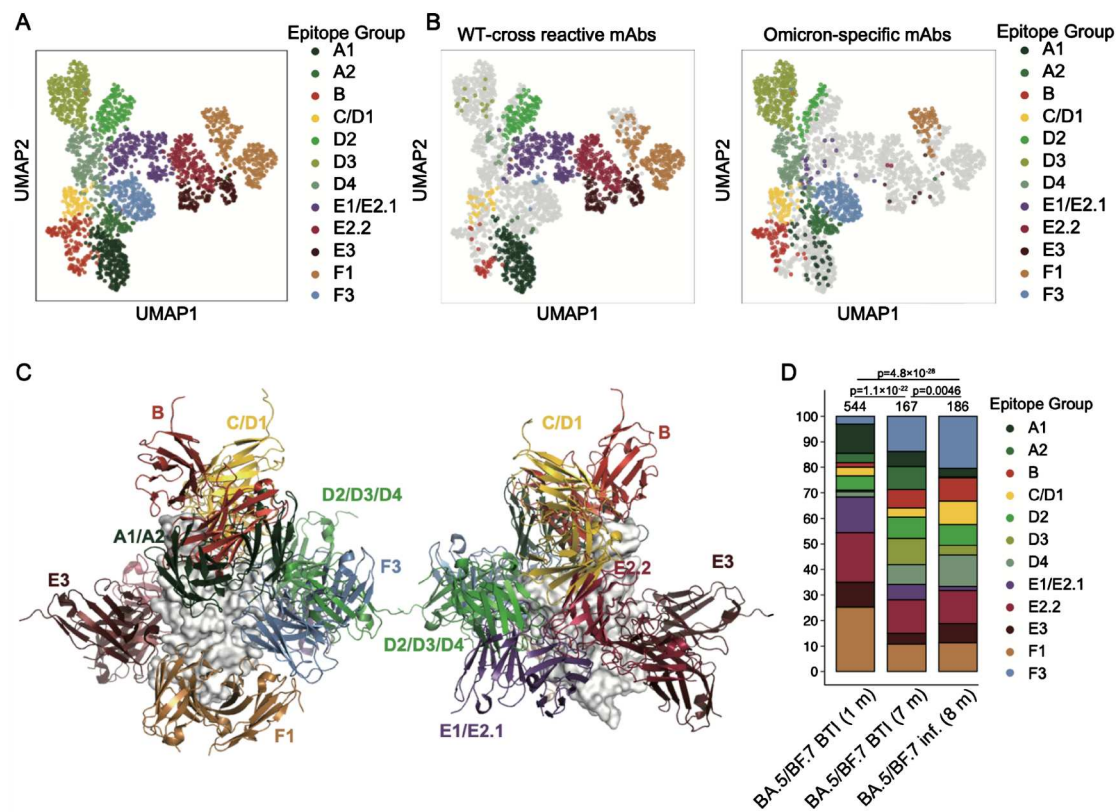 A
Epitope Group
A1
A2
B
C/D1
D2
D3
D4
E1/E2.1
E2.2
E3
F1
F3
UMAP2
UMAP1
B
WT-cross reactive mAbs
Omicron-specific mAbs
Epitope Group
A1
A2
B
C/D1
D2
D3
D4
E1/E2.1
E2.2
E3
F1
F3
UMAP2
UMAP1
UMAP2
UMAP1
C
B
C/D1
D2/D3/D4
A1/A2
E3
F3
F1
C/D1
B
E2.2
E3
D2/D3/D4
E1/E2.1
D
p=4.8×10⁻²⁸
p=1.1×10⁻²² p=0.0046
544 167 186
100
90
80
70
60
50
40
30
20
10
0
BA.5/BF.7 BTI (1 m)
BA.5/BF.7 BTI (7 m)
BA.5/BF.7 inf. (8 m)
Epitope Group
A1
A2
B
C/D1
D2
D3
D4
E1/E2.1
E2.2
E3
F1
F3